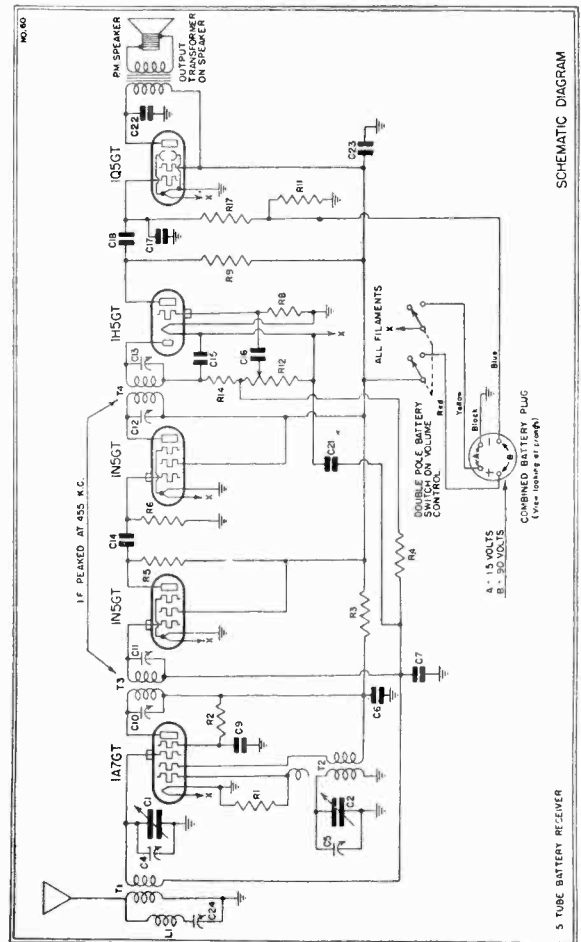 NO. 60
I.F. PEAKED AT 455 K.C.
1A7GT
1N5GT
1N5GT
1H5GT
1Q5GT
P.M. SPEAKER
OUTPUT
TRANSFORMER
ON SPEAKER
T1
L1
C24
C4
C1
R1
C5
C2
T2
R2
C9
C10
T3
C11
C6
C7
R5
C14
R6
R3
R4
C12
T4
C13
C15
R14
C16
R12
R8
C21
R9
C18
C17
R17
R11
C22
C23
X
X
X
X
X
ALL FILAMENTS
X
DOUBLE POLE BATTERY
SWITCH ON VOLUME
CONTROL
Red
Yellow
Black
Blue
A
B
+
-
A - 1.5 VOLTS
B - 90 VOLTS
COMBINED BATTERY PLUG
(View looking at prongs)
5 TUBE BATTERY RECEIVER
SCHEMATIC DIAGRAM